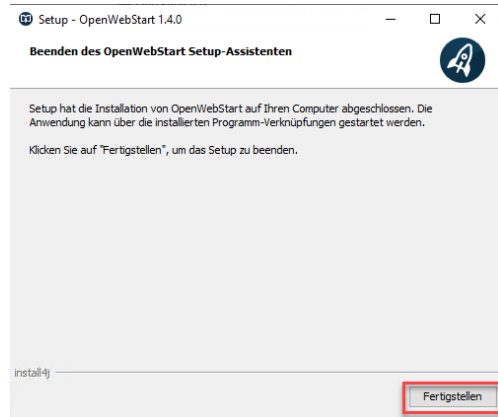 Setup - OpenWebStart 1.4.0
Beenden des OpenWebStart Setup-Assistenten
Setup hat die Installation von OpenWebStart auf Ihren Computer abgeschlossen. Die
Anwendung kann über die installierten Programm-Verknüpfungen gestartet werden.
Klicken Sie auf "Fertigstellen", um das Setup zu beenden.
install4j
Fertigstellen